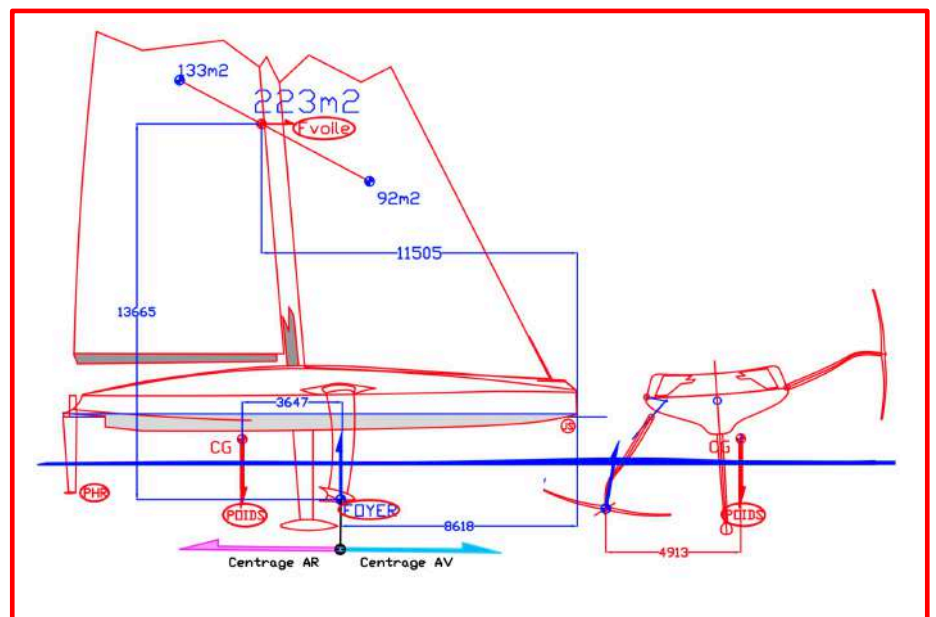 133m2
223m2
Fvoile
92m2
11505
13665
3647
CG
CG
PHR
POIDS
FOYER
POIDS
8618
4913
Centrage AR
Centrage AV